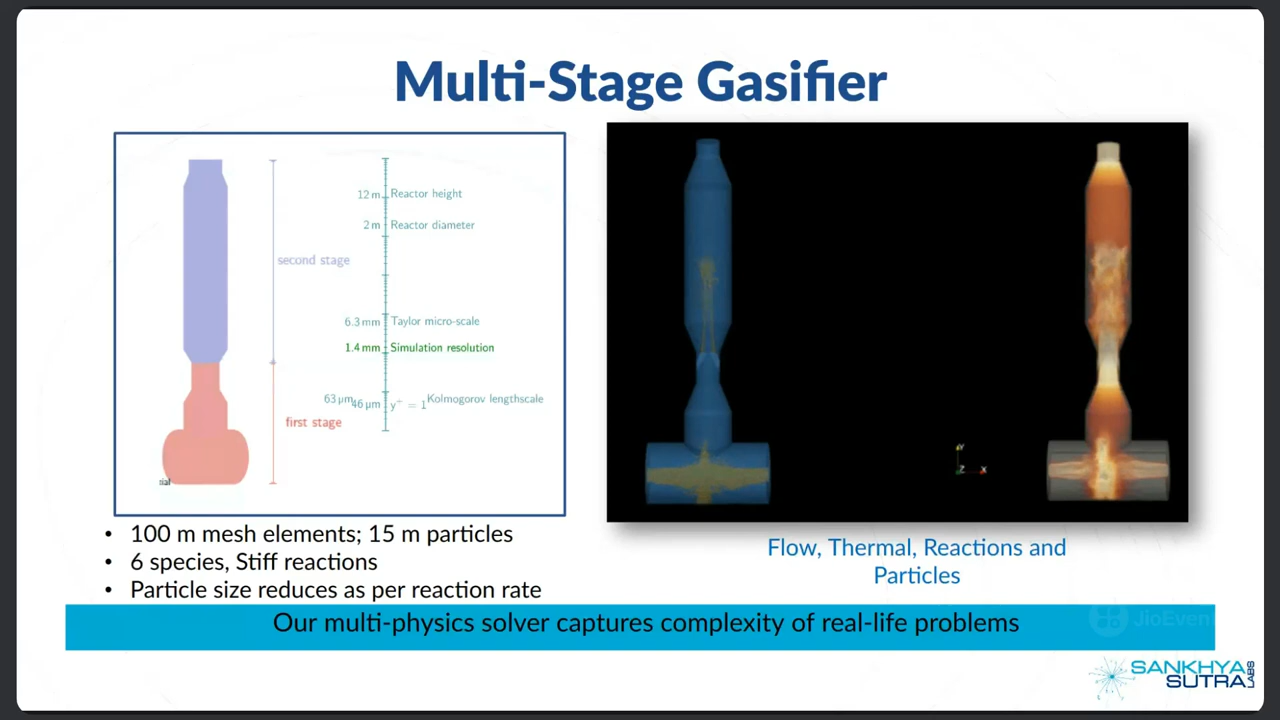 Multi-Stage Gasifier
12 m Reactor height
2 m Reactor diameter
second stage
6.3 mm Taylor micro-scale
1.4 mm Simulation resolution
63 µm 46 µm y⁺ = 1 Kolmogorov lengthscale
first stage
ial
Y
Z X
• 100 m mesh elements; 15 m particles
• 6 species, Stiff reactions
• Particle size reduces as per reaction rate
Flow, Thermal, Reactions and
Particles
Our multi-physics solver captures complexity of real-life problems
JioEven
SANKHYA
SUTRA LABS